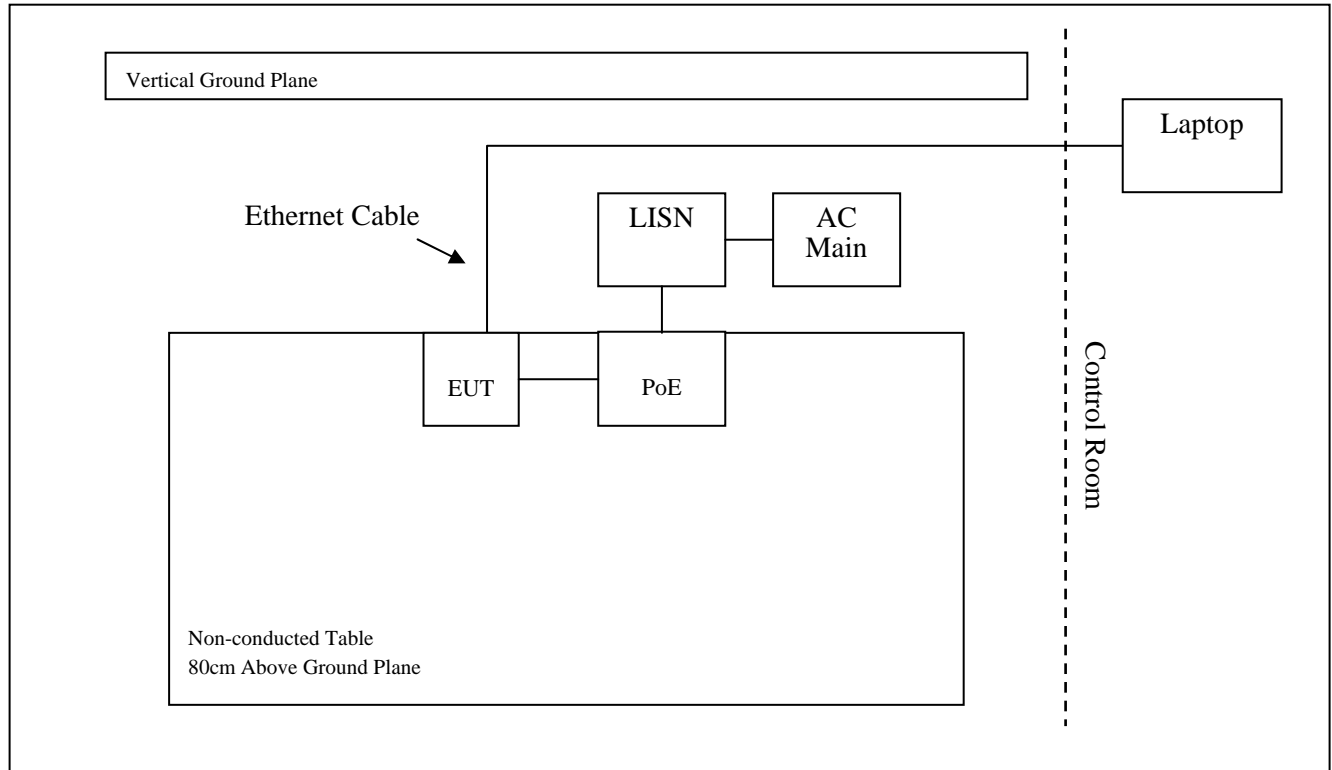 Vertical Ground Plane
Laptop
Ethernet Cable
LISN
AC
Main
EUT
PoE
Control Room
Non-conducted Table
80cm Above Ground Plane